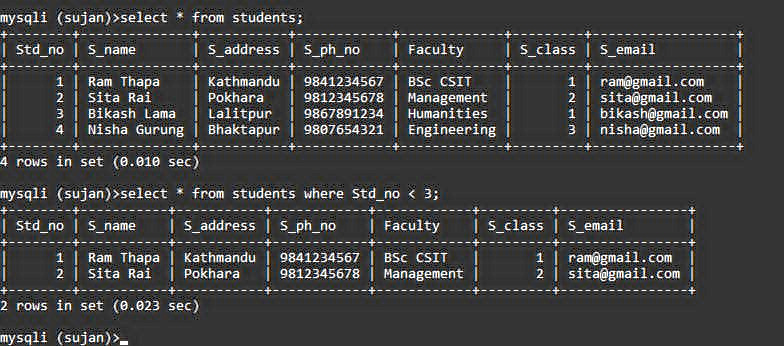 mysqli (sujan)>select * from students;
+--------+--------------+-----------+------------+-------------+---------+------------------+
| Std_no | S_name       | S_address | S_ph_no    | Faculty     | S_class | S_email          |
+--------+--------------+-----------+------------+-------------+---------+------------------+
|      1 | Ram Thapa    | Kathmandu | 9841234567 | BSc CSIT    |       1 | ram@gmail.com    |
|      2 | Sita Rai     | Pokhara   | 9812345678 | Management  |       2 | sita@gmail.com   |
|      3 | Bikash Lama  | Lalitpur  | 9867891234 | Humanities  |       1 | bikash@gmail.com |
|      4 | Nisha Gurung | Bhaktapur | 9807654321 | Engineering |       3 | nisha@gmail.com  |
+--------+--------------+-----------+------------+-------------+---------+------------------+
4 rows in set (0.010 sec)
mysqli (sujan)>select * from students where Std_no < 3;
+--------+-----------+-----------+------------+------------+---------+----------------+
| Std_no | S_name    | S_address | S_ph_no    | Faculty    | S_class | S_email        |
+--------+-----------+-----------+------------+------------+---------+----------------+
|      1 | Ram Thapa | Kathmandu | 9841234567 | BSc CSIT   |       1 | ram@gmail.com  |
|      2 | Sita Rai  | Pokhara   | 9812345678 | Management |       2 | sita@gmail.com |
+--------+-----------+-----------+------------+------------+---------+----------------+
2 rows in set (0.023 sec)
mysqli (sujan)>